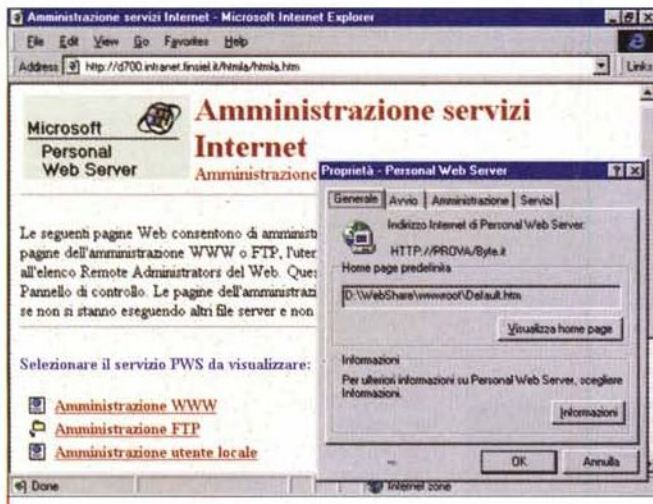 Amministrazione servizi Internet - Microsoft Internet Explorer
File Edit View Go Favorites Help
Address http://d700.intranet.finsiel.it/htmla/htmla.htm Links
Microsoft
Personal
Web Server
Amministrazione servizi
Internet
Amministrazione
Le seguenti pagine Web consentono di amminist
pagine dell'amministrazione WWW o FTP, l'uter
all'elenco Remote Administrators del Web. Ques
Pannello di controllo. Le pagine dell'amministrazi
se non si stanno eseguendo altri file server e non
Selezionare il servizio PWS da visualizzare:
Amministrazione WWW
Amministrazione FTP
Amministrazione utente locale
Done
Internet zone
Proprietà - Personal Web Server
Generale Avvio Amministrazione Servizi
Indirizzo Internet di Personal Web Server:
HTTP://PROVA/Byte.it
Home page predefinita
D:\WebShare\wwwroot\Default.htm
Visualizza home page
Informazioni
Per ulteriori informazioni su Personal Web Server, scegliere
Informazioni.
Informazioni
OK Annulla